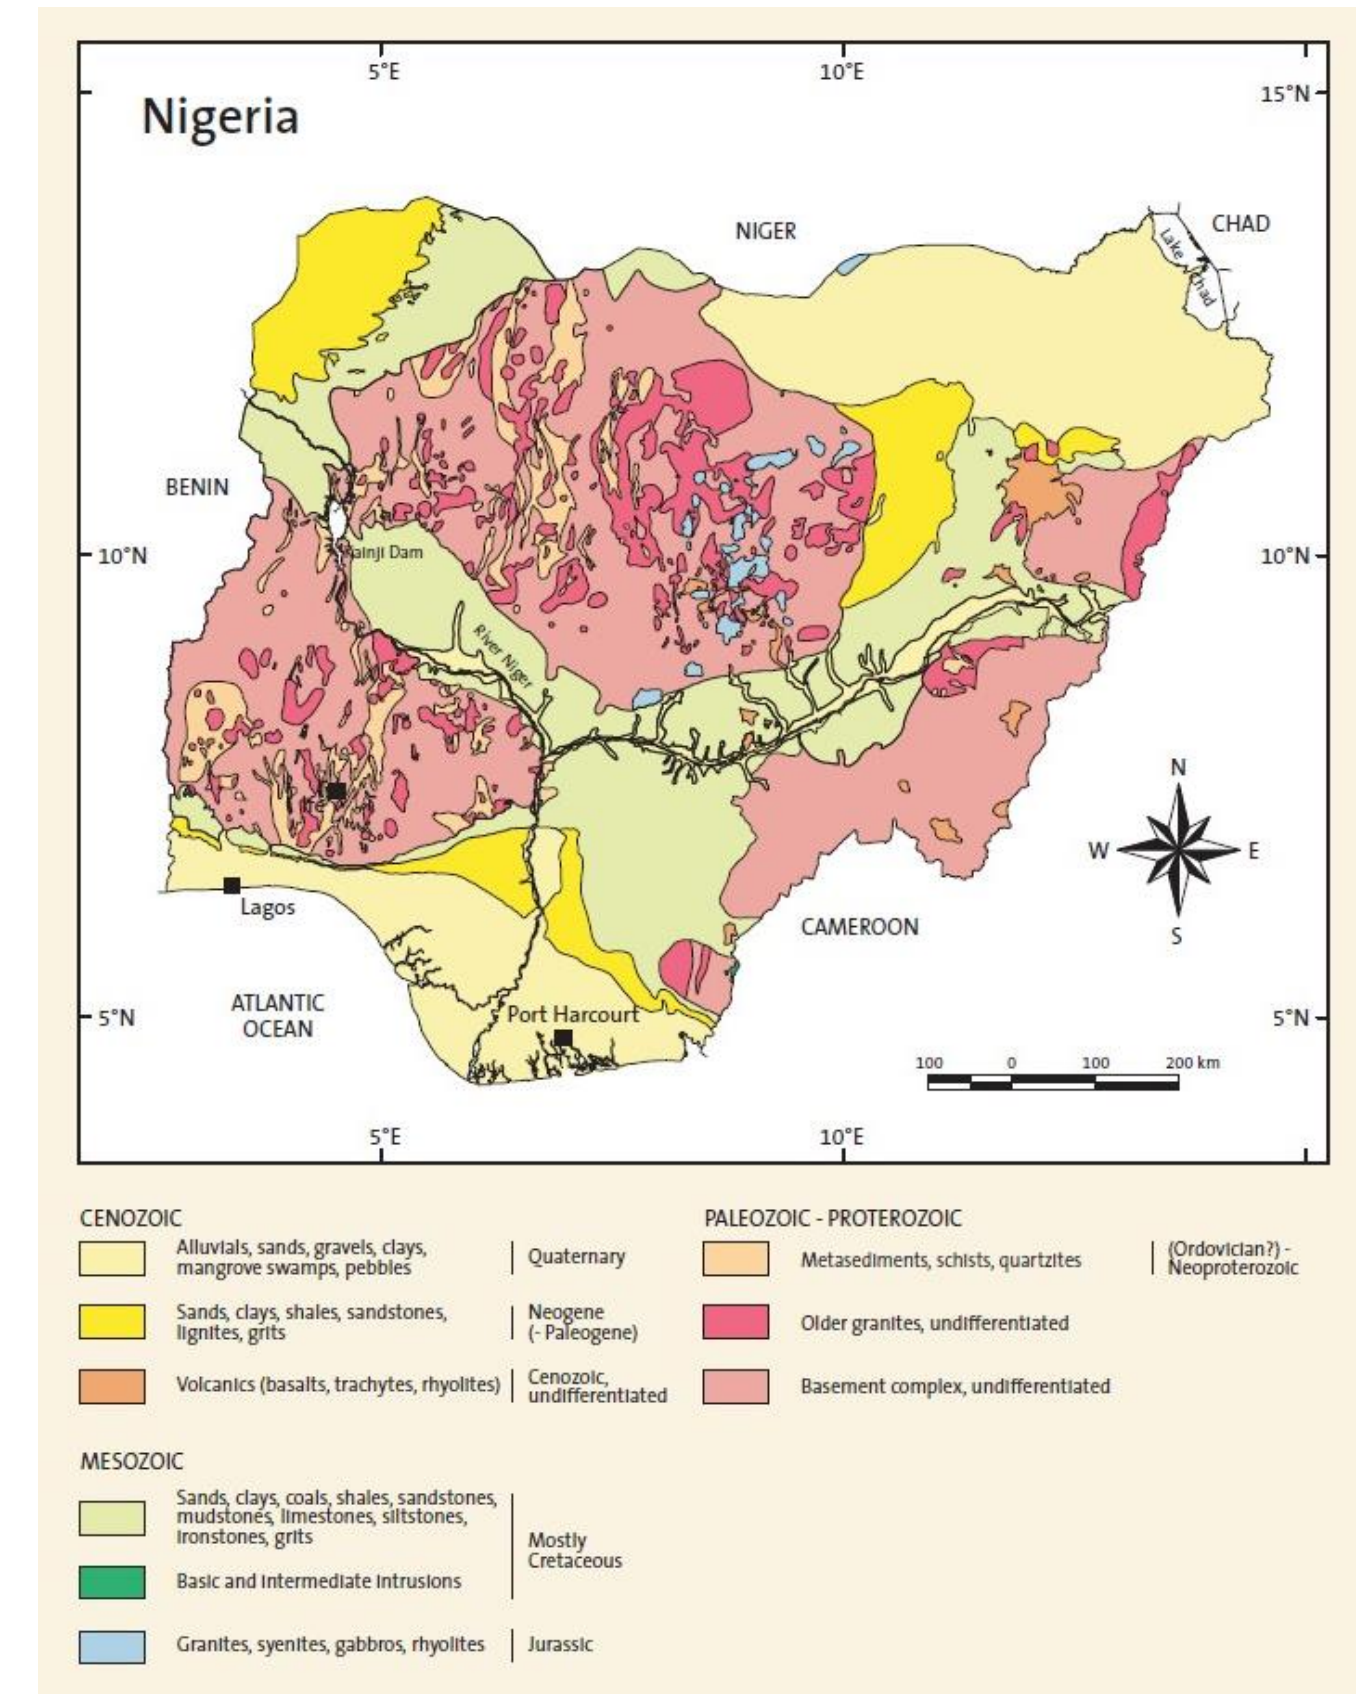 5°E
10°E
15°N
Nigeria
NIGER
CHAD
Lake
Chad
BENIN
10°N
10°N
Kainji Dam
River Niger
Ife
Lagos
CAMEROON
N
W
E
S
ATLANTIC
OCEAN
Port Harcourt
5°N
5°N
100 0 100 200 km
5°E
10°E
CENOZOIC
Alluvials, sands, gravels, clays,
mangrove swamps, pebbles
Quaternary
Sands, clays, shales, sandstones,
lignites, grits
Neogene
(- Paleogene)
Volcanics (basalts, trachytes, rhyolites)
Cenozoic,
undifferentiated
MESOZOIC
Sands, clays, coals, shales, sandstones,
mudstones, limestones, siltstones,
ironstones, grits
Mostly
Cretaceous
Basic and intermediate intrusions
Granites, syenites, gabbros, rhyolites
Jurassic
PALEOZOIC - PROTEROZOIC
Metasediments, schists, quartzites
(Ordovician?) -
Neoproterozoic
Older granites, undifferentiated
Basement complex, undifferentiated